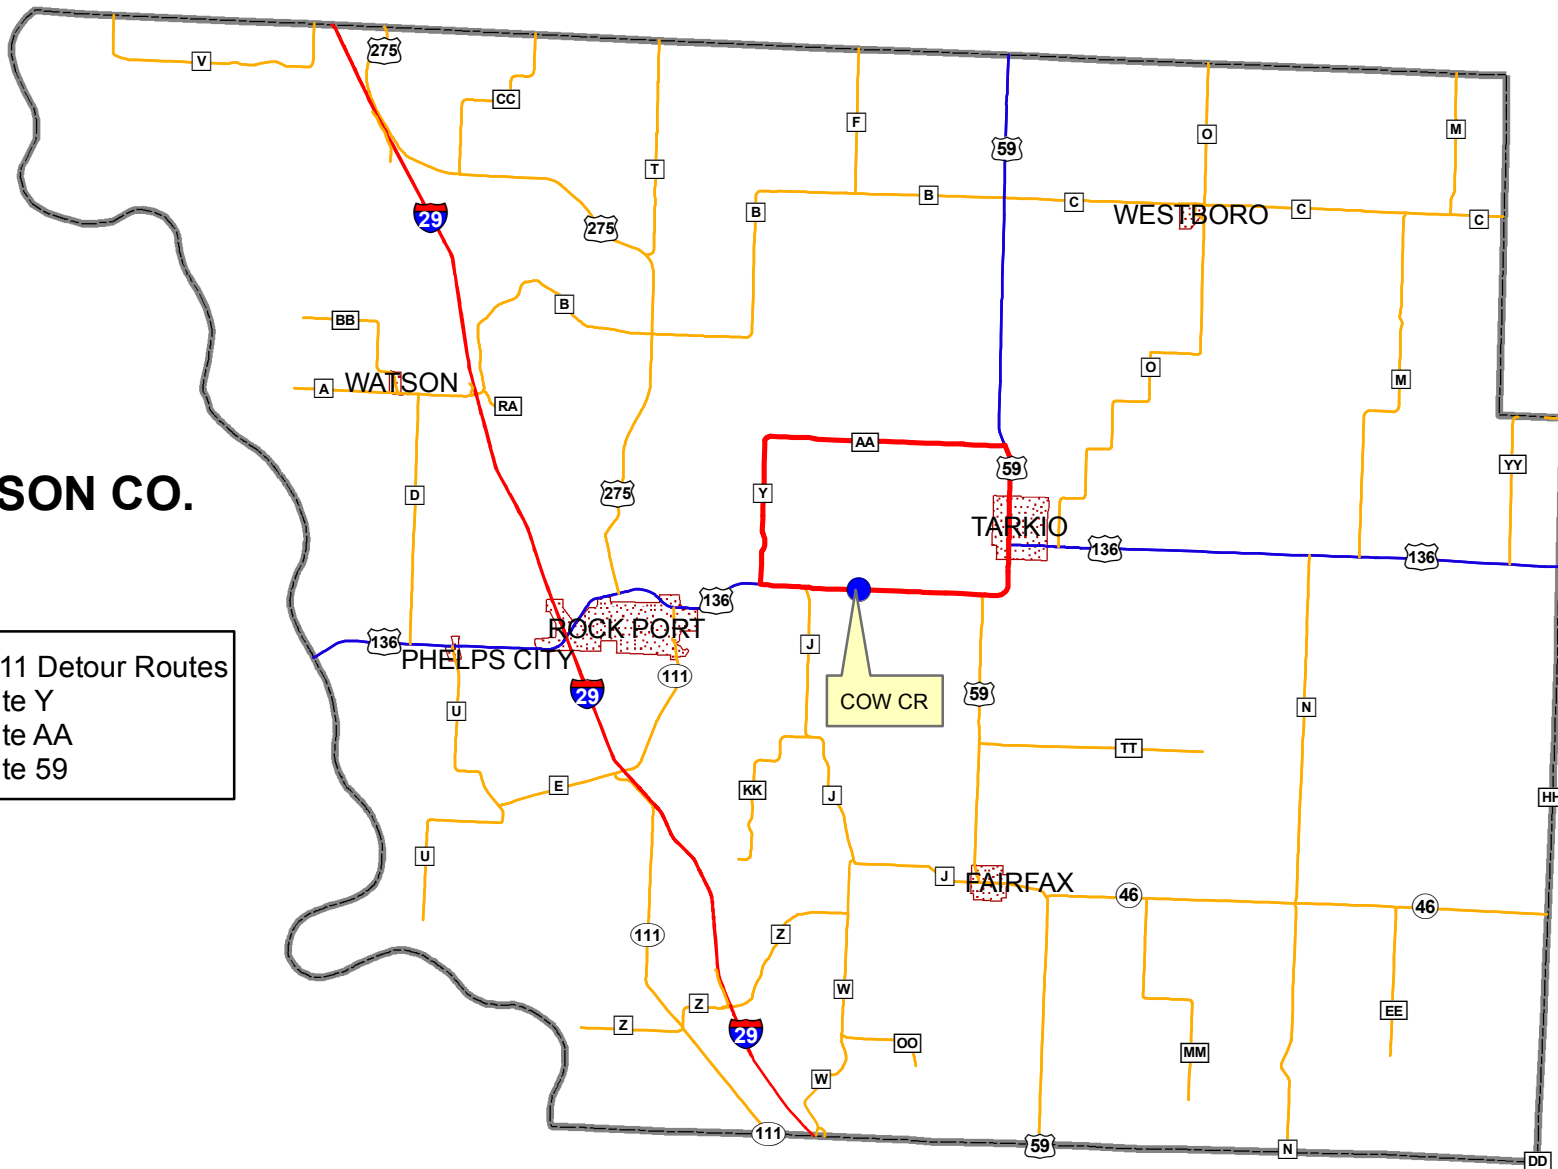 275
V
CC
F
M
O
59
T
29
B
B
C
C
C
WESTBORO
275
B
BB
O
M
WATSON
A
RA
AA
59
YY
SON CO.
D
275
Y
TARKIO
136
136
136
ROCK PORT
136
PHELPS CITY
J
11 Detour Routes
te Y
te AA
te 59
111
29
59
COW CR
U
N
TT
E
KK
J
HH
U
J
FAIRFAX
46
46
111
Z
W
Z
Z
EE
29
OO
MM
W
111
59
N
DD